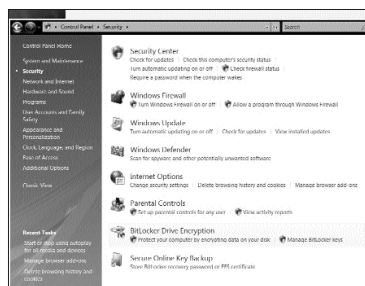 Control Panel ▸ Security ▸
Search
Control Panel Home
System and Maintenance
Security
Network and Internet
Hardware and Sound
Programs
User Accounts and Family
Safety
Appearance and
Personalization
Clock, Language, and Region
Ease of Access
Additional Options
Classic View
Recent Tasks
Start or stop using autoplay
for all media and devices
Manage browser add-ons
Delete browsing history and
cookies
Security Center
Check for updates | Check this computer's security status
Turn automatic updating on or off | Check firewall status
Require a password when the computer wakes
Windows Firewall
Turn Windows Firewall on or off | Allow a program through Windows Firewall
Windows Update
Turn automatic updating on or off | Check for updates | View installed updates
Windows Defender
Scan for spyware and other potentially unwanted software
Internet Options
Change security settings | Delete browsing history and cookies | Manage browser add-ons
Parental Controls
Set up parental controls for any user | View activity reports
BitLocker Drive Encryption
Protect your computer by encrypting data on your disk | Manage BitLocker keys
Secure Online Key Backup
Store BitLocker recovery password or EFS certificate